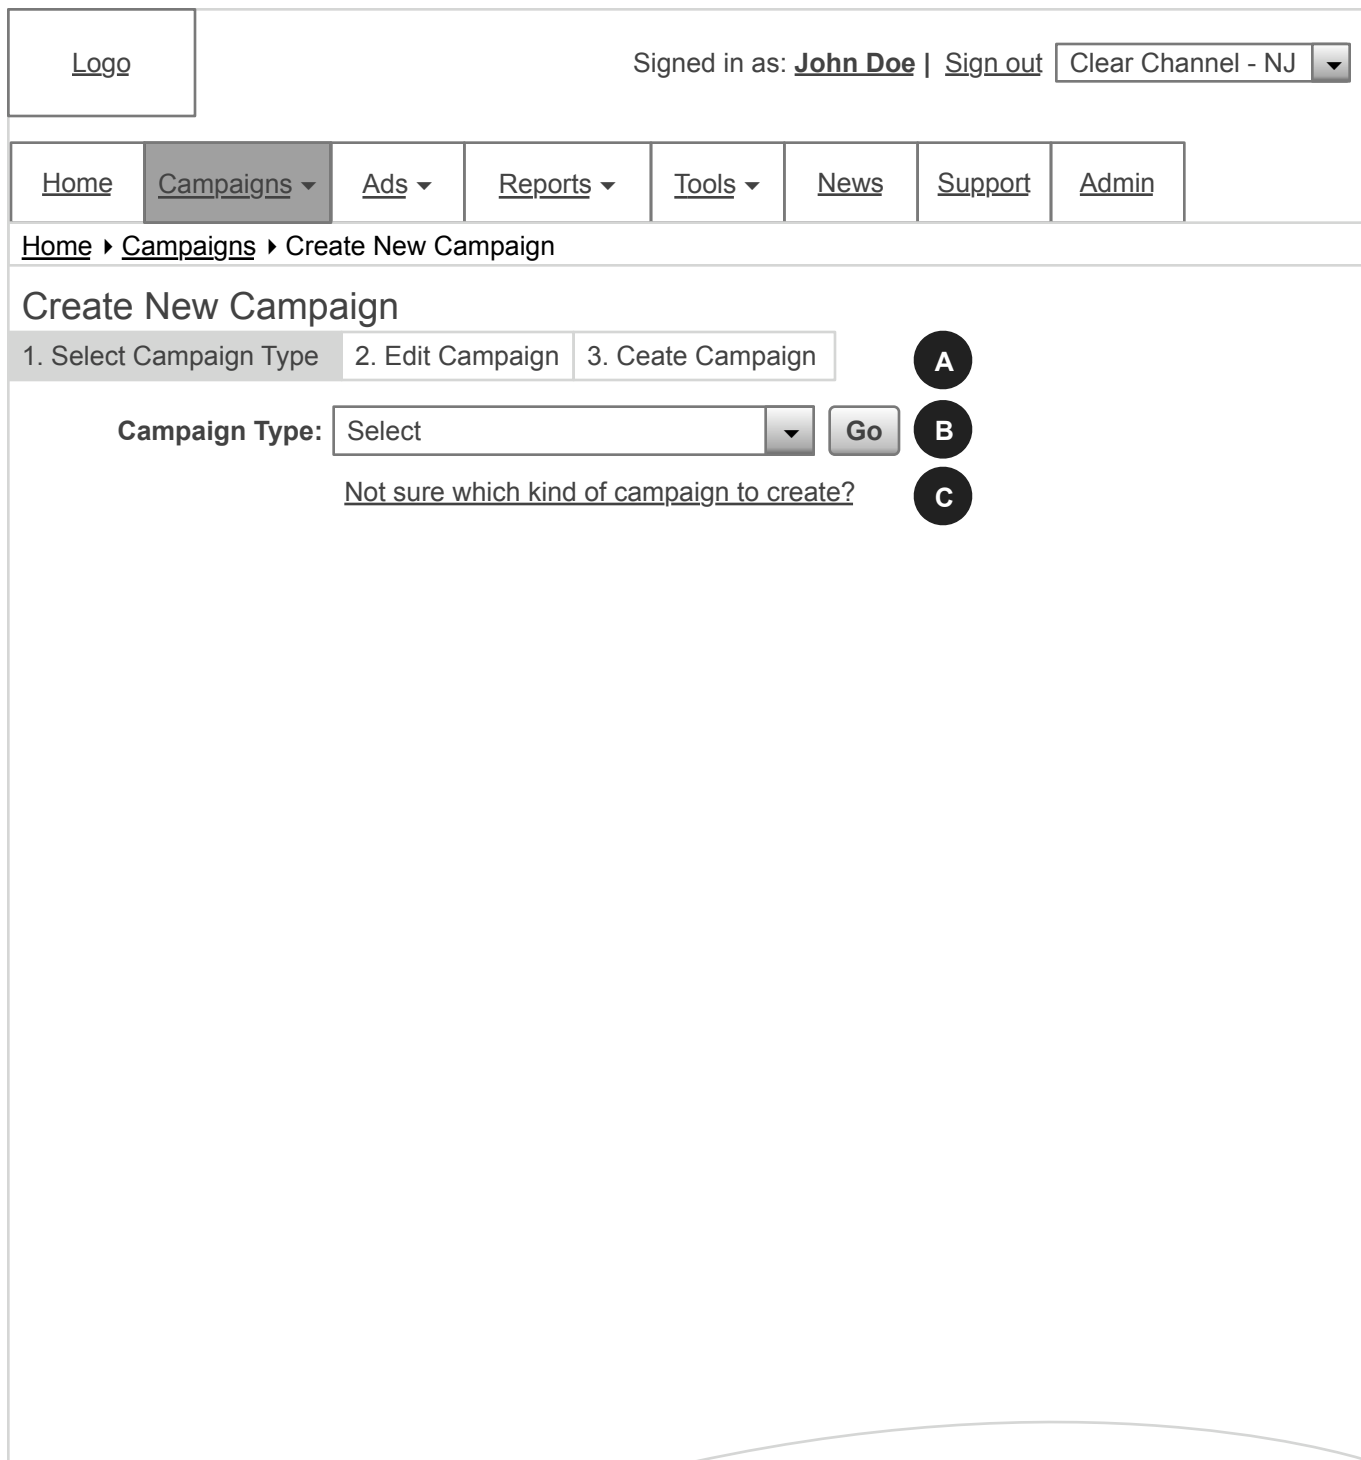 Logo
Signed in as: John Doe | Sign out Clear Channel - NJ
Home Campaigns Ads Reports Tools News Support Admin
Home Campaigns Create New Campaign
Create New Campaign
1. Select Campaign Type 2. Edit Campaign 3. Ceate Campaign A
Campaign Type: Select Go B
Not sure which kind of campaign to create? C